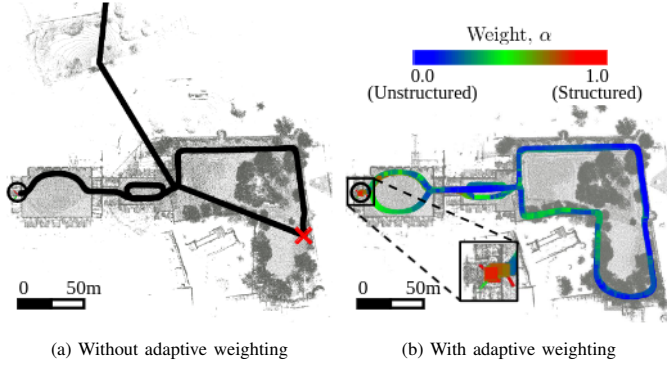 Weight, α
0.0
1.0
(Unstructured)
(Structured)
0
50m
0
50m
(a) Without adaptive weighting
(b) With adaptive weighting